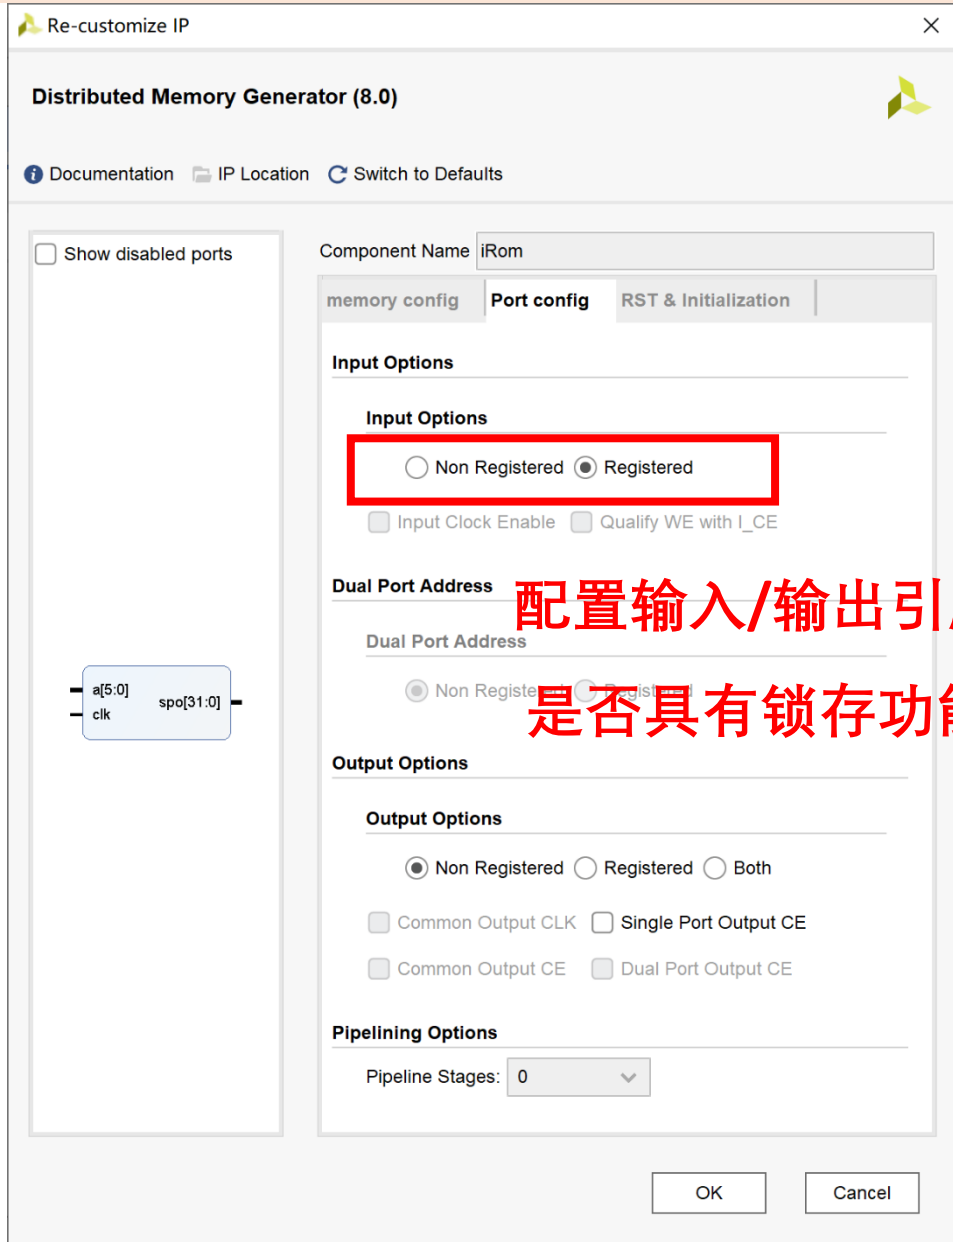 Re-customize IP
Distributed Memory Generator (8.0)
Documentation IP Location Switch to Defaults
Show disabled ports
a[5:0]
clk
spo[31:0]
Component Name iRom
memory config Port config RST & Initialization
Input Options
Input Options
Non Registered Registered
Input Clock Enable Qualify WE with I_CE
Dual Port Address
配置输入/输出引
Dual Port Address
Non Registered Registered
是否具有锁存功能
Output Options
Output Options
Non Registered Registered Both
Common Output CLK Single Port Output CE
Common Output CE Dual Port Output CE
Pipelining Options
Pipeline Stages: 0
OK Cancel